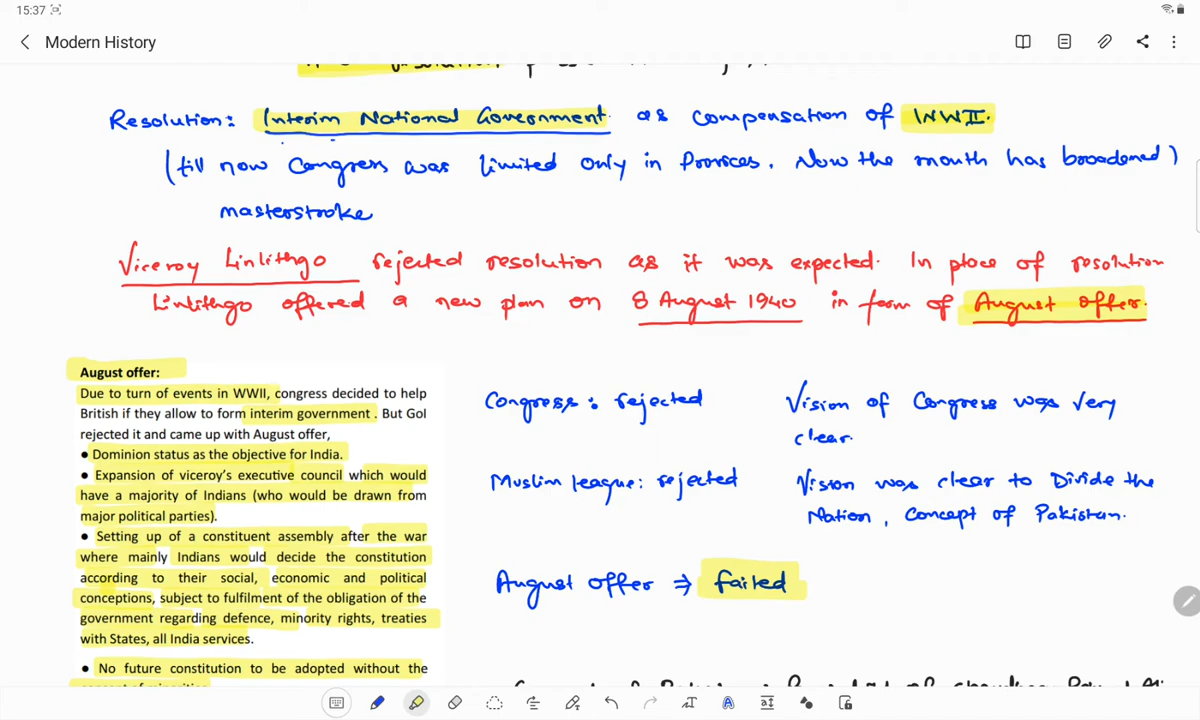 15:37
Modern History
Resolution: Interim National Government. as compensation of WWII.
(till now Congress was limited only in Provices. Now the month has broadened)
masterstroke
Viceroy Linlithgo rejected resolution as it was expected. In place of resolution
Linlithgo offered a new plan on 8 August 1940 in form of August offer.
August offer:
Due to turn of events in WWII, congress decided to help
British if they allow to form interim government . But GoI
rejected it and came up with August offer,
● Dominion status as the objective for India.
● Expansion of viceroy's executive council which would
have a majority of Indians (who would be drawn from
major political parties).
● Setting up of a constituent assembly after the war
where mainly Indians would decide the constitution
according to their social, economic and political
conceptions, subject to fulfilment of the obligation of the
government regarding defence, minority rights, treaties
with States, all India services.
● No future constitution to be adopted without the
Congress: rejected
Vision of Congress was very
clear.
Muslim league: rejected
Vision was clear to Divide the
Nation, Concept of Pakistan.
August offer ⇒ failed